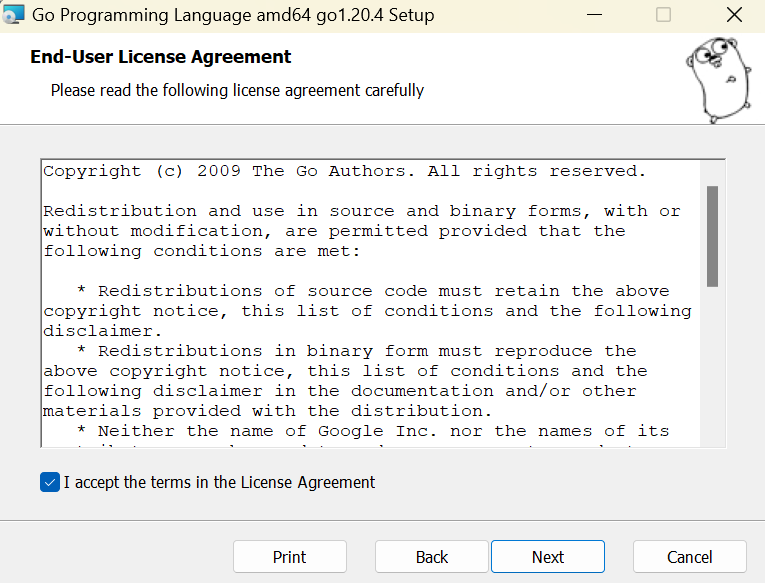 Go Programming Language amd64 go1.20.4 Setup
End-User License Agreement
Please read the following license agreement carefully
Copyright (c) 2009 The Go Authors. All rights reserved.
Redistribution and use in source and binary forms, with or
without modification, are permitted provided that the
following conditions are met:
* Redistributions of source code must retain the above
copyright notice, this list of conditions and the following
disclaimer.
* Redistributions in binary form must reproduce the
above copyright notice, this list of conditions and the
following disclaimer in the documentation and/or other
materials provided with the distribution.
* Neither the name of Google Inc. nor the names of its
I accept the terms in the License Agreement
Print
Back
Next
Cancel